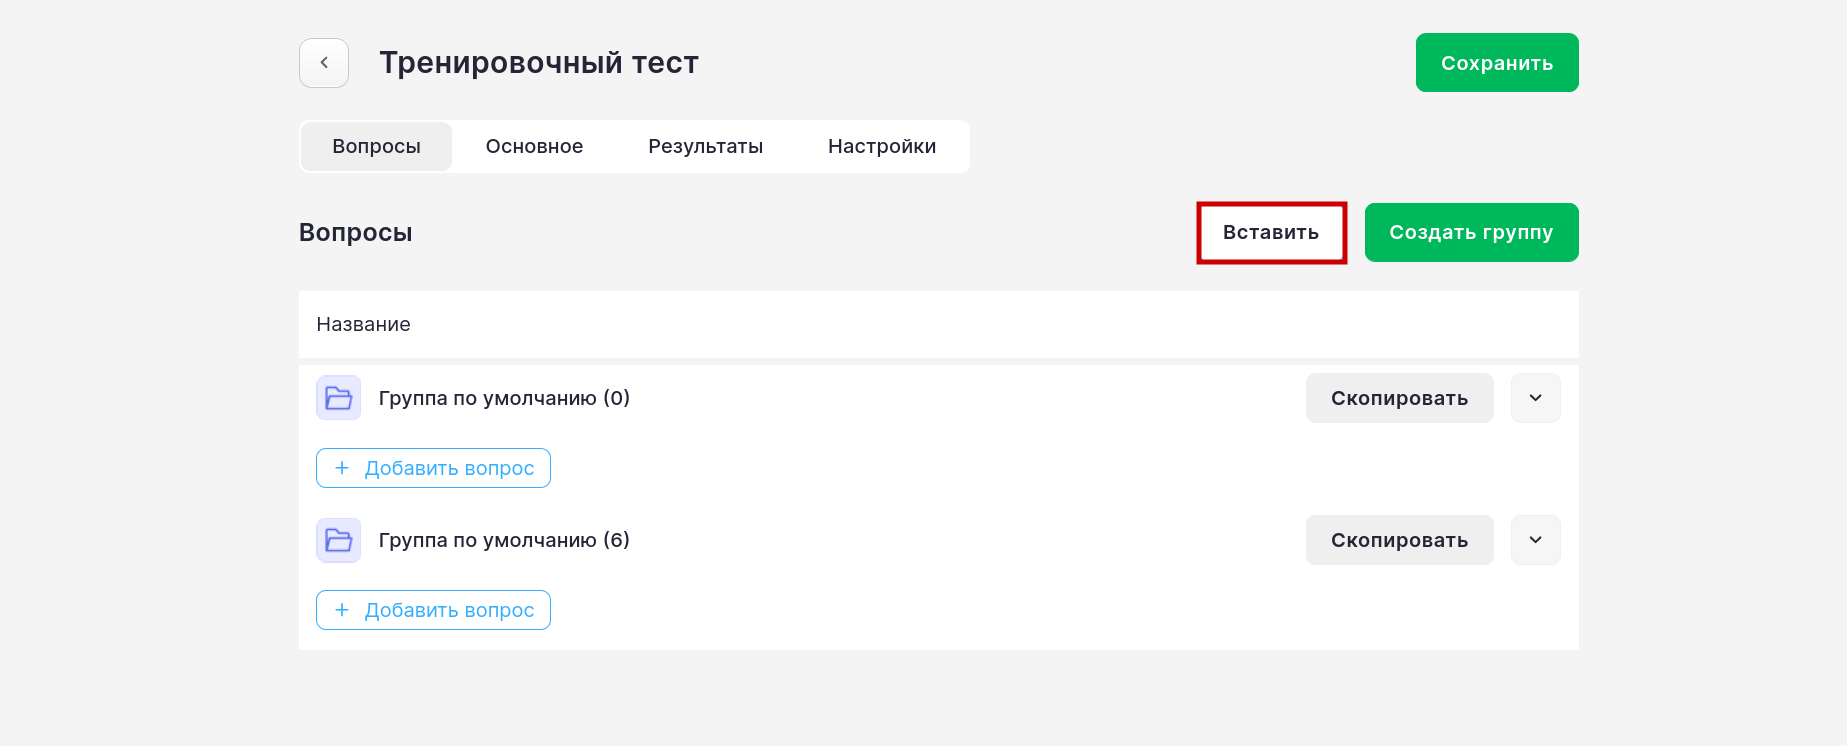 Тренировочный тест
Сохранить
Вопросы Основное Результаты Настройки
Вопросы
Вставить
Создать группу
Название
Группа по умолчанию (0)
Скопировать
+ Добавить вопрос
Группа по умолчанию (6)
Скопировать
+ Добавить вопрос